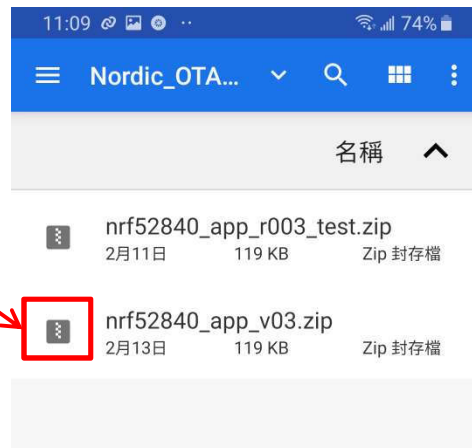 11:09 74%
Nordic_OTA...
名稱
nrf52840_app_r003_test.zip
2月11日 119 KB Zip 封存檔
nrf52840_app_v03.zip
2月13日 119 KB Zip 封存檔